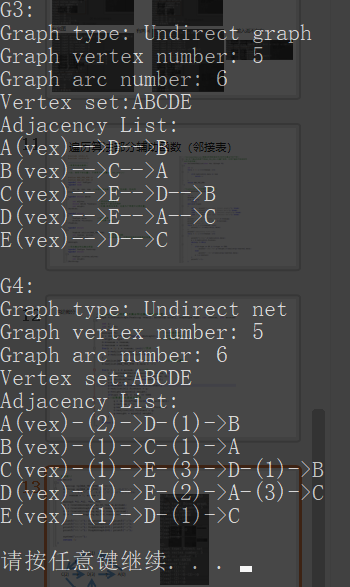 G3:
Graph type: Undirect graph
Graph vertex number: 5
Graph arc number: 6
Vertex set:ABCDE
Adjacency List:
A(vex)-->D-->B
B(vex)-->C-->A
C(vex)-->E-->D-->B
D(vex)-->E-->A-->C
E(vex)-->D-->C
G4:
Graph type: Undirect net
Graph vertex number: 5
Graph arc number: 6
Vertex set:ABCDE
Adjacency List:
A(vex)-(2)->D-(1)->B
B(vex)-(1)->C-(1)->A
C(vex)-(1)->E-(3)->D-(1)->B
D(vex)-(1)->E-(2)->A-(3)->C
E(vex)-(1)->D-(1)->C
请按任意键继续. . .